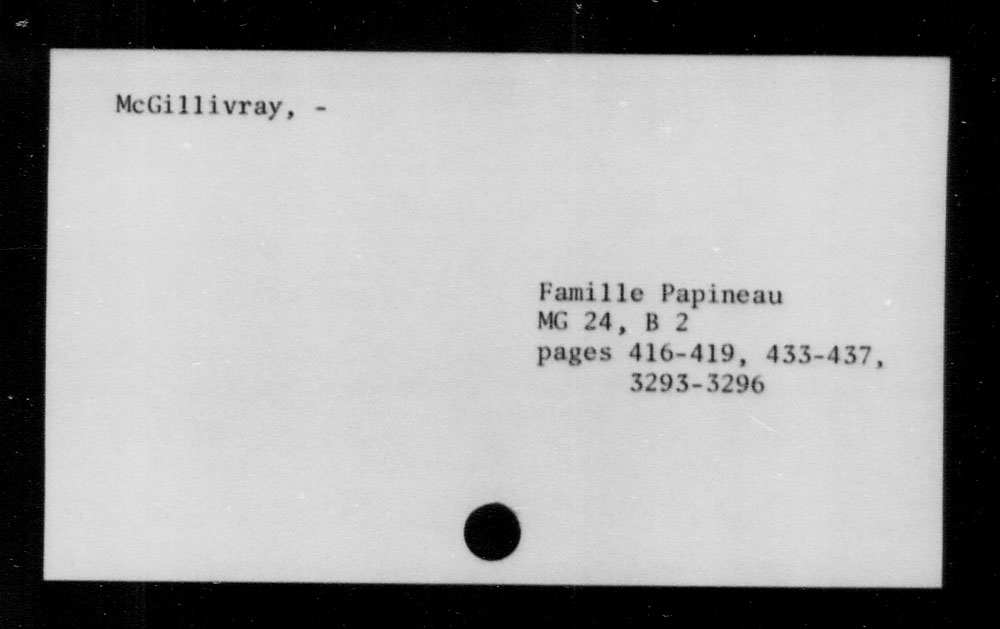 McGillivray, -
Famille Papineau
MG 24, B 2
pages 416-419, 433-437,
3293-3296